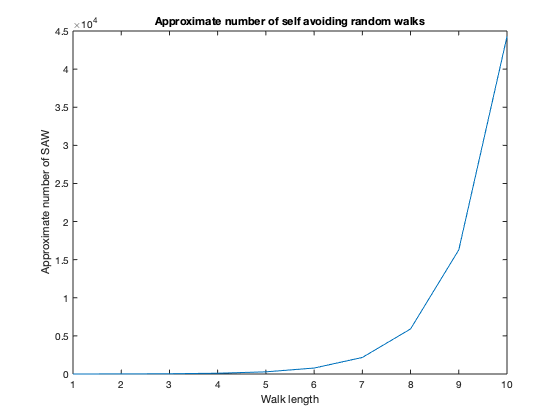 Approximate number of self avoiding random walks
×10⁴
4.5
4
3.5
3
2.5
2
1.5
1
0.5
0
Approximate number of SAW
1 2 3 4 5 6 7 8 9 10
Walk length